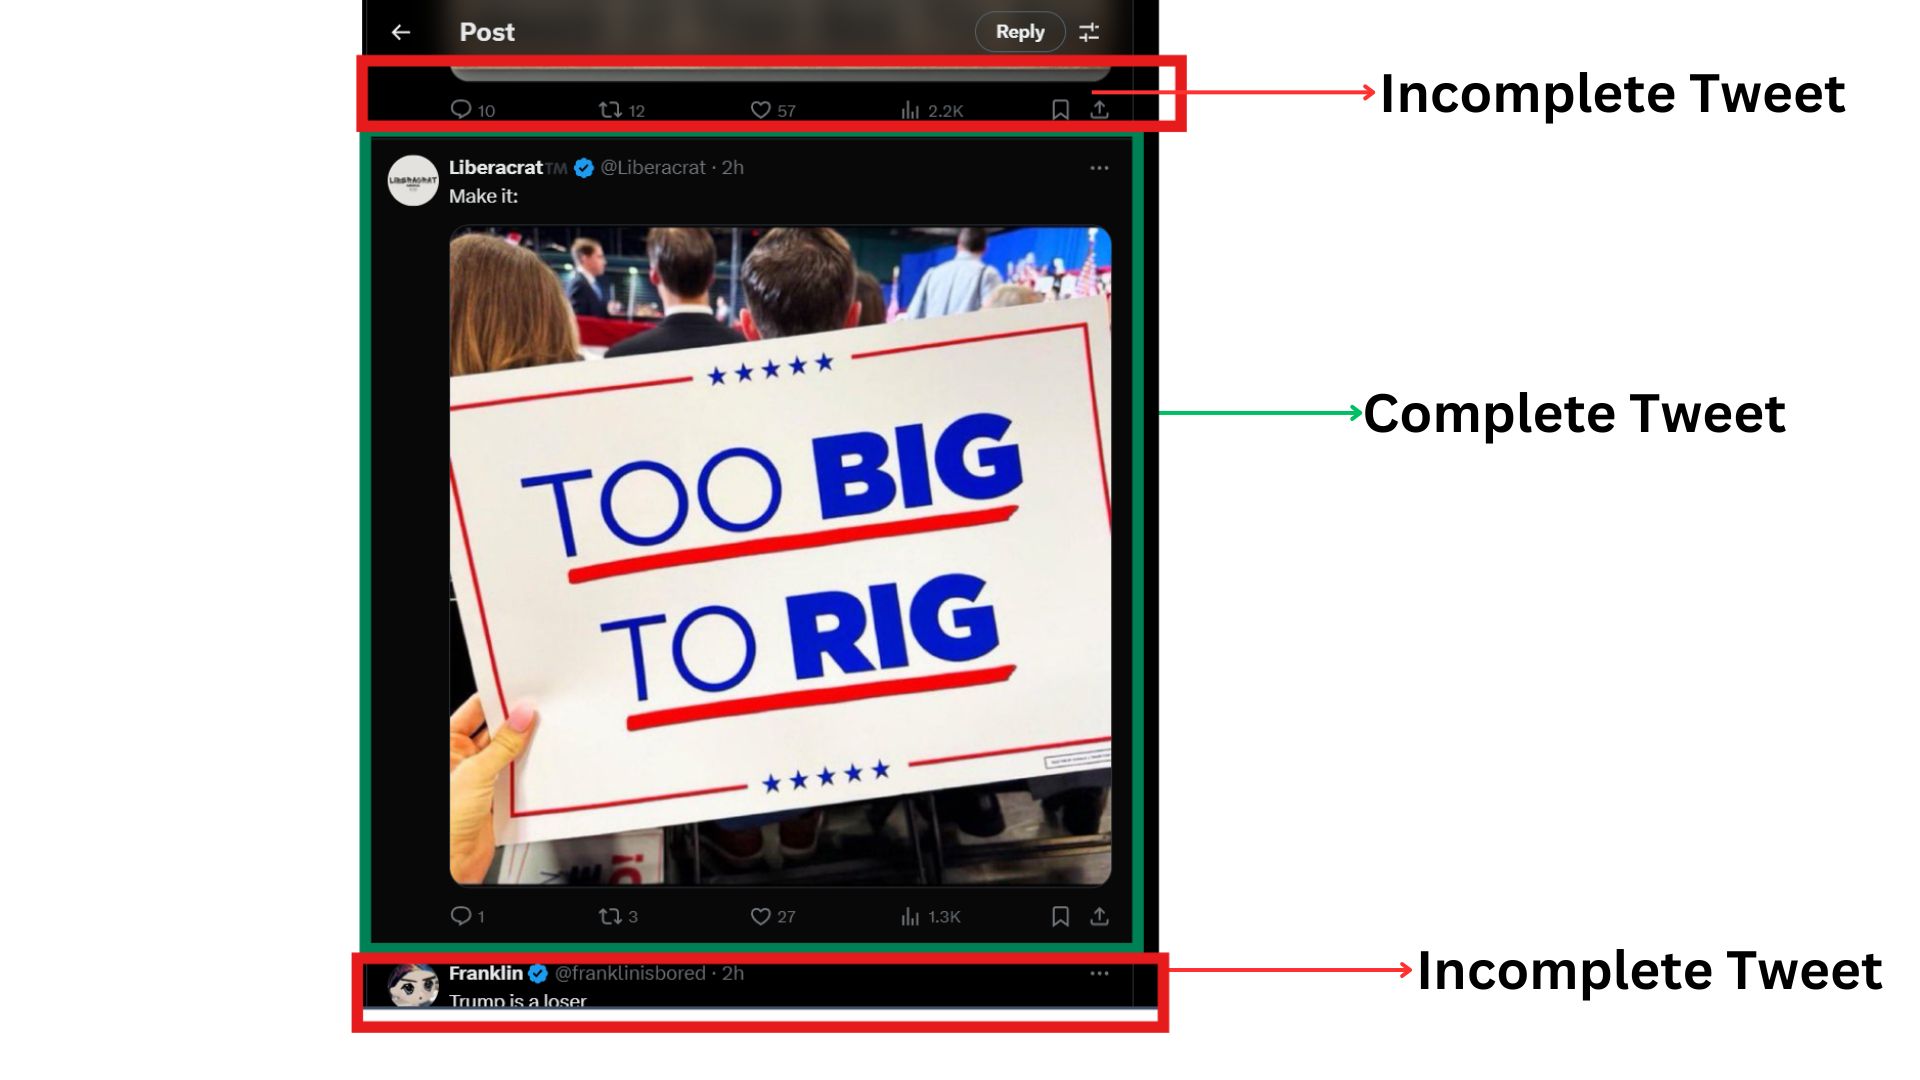 Post
Reply
10 12 57 2.2K
Incomplete Tweet
LIBERACRAT
Liberacrat™ @Liberacrat · 2h
Make it:
TOO BIG
TO RIG
Complete Tweet
1 3 27 1.3K
Franklin @franklinisbored · 2h
Trump is a loser
Incomplete Tweet